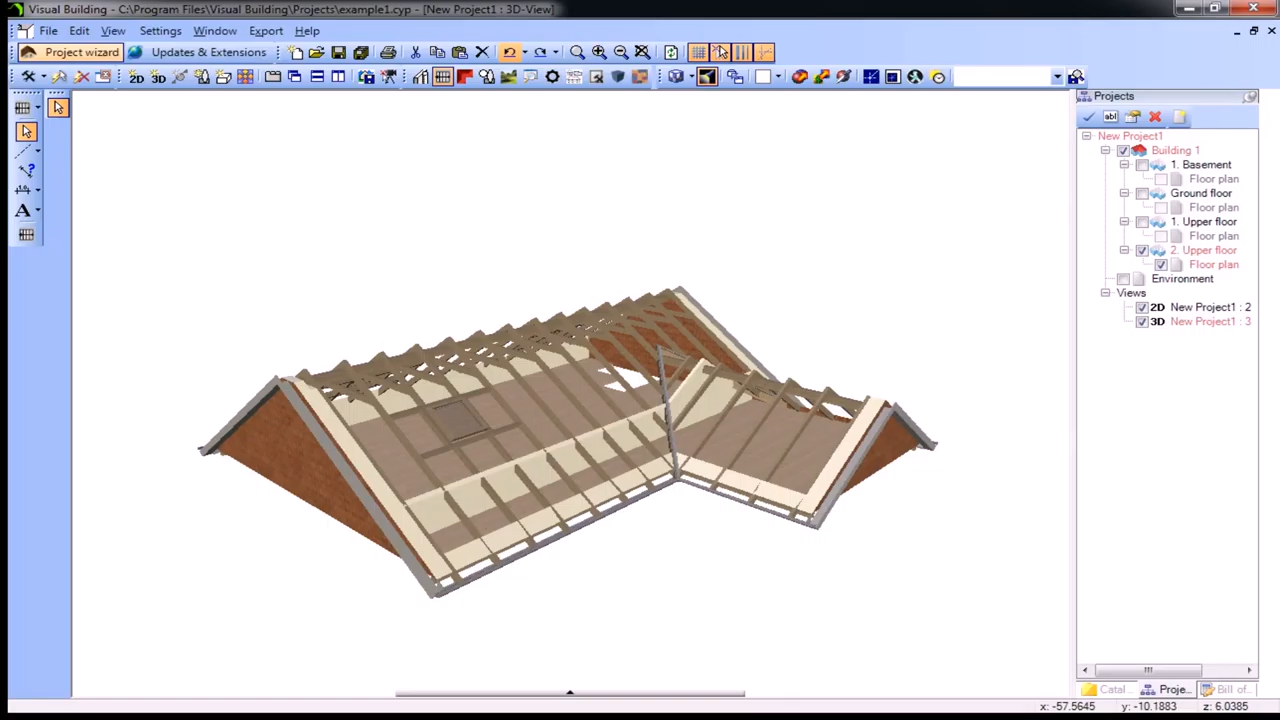 Visual Building - C:\Program Files\Visual Building\Projects\example1.cyp - [New Project1 : 3D-View]
File Edit View Settings Window Export Help
Project wizard Updates & Extensions
2D 3D
Projects
abl
New Project1
Building 1
1. Basement
Floor plan
Ground floor
Floor plan
1. Upper floor
Floor plan
2. Upper floor
Floor plan
Environment
Views
2D New Project1 : 2
3D New Project1 : 3
A
Catal... Proje... Bill of...
x: -57.5645 y: -10.1883 z: 6.0385